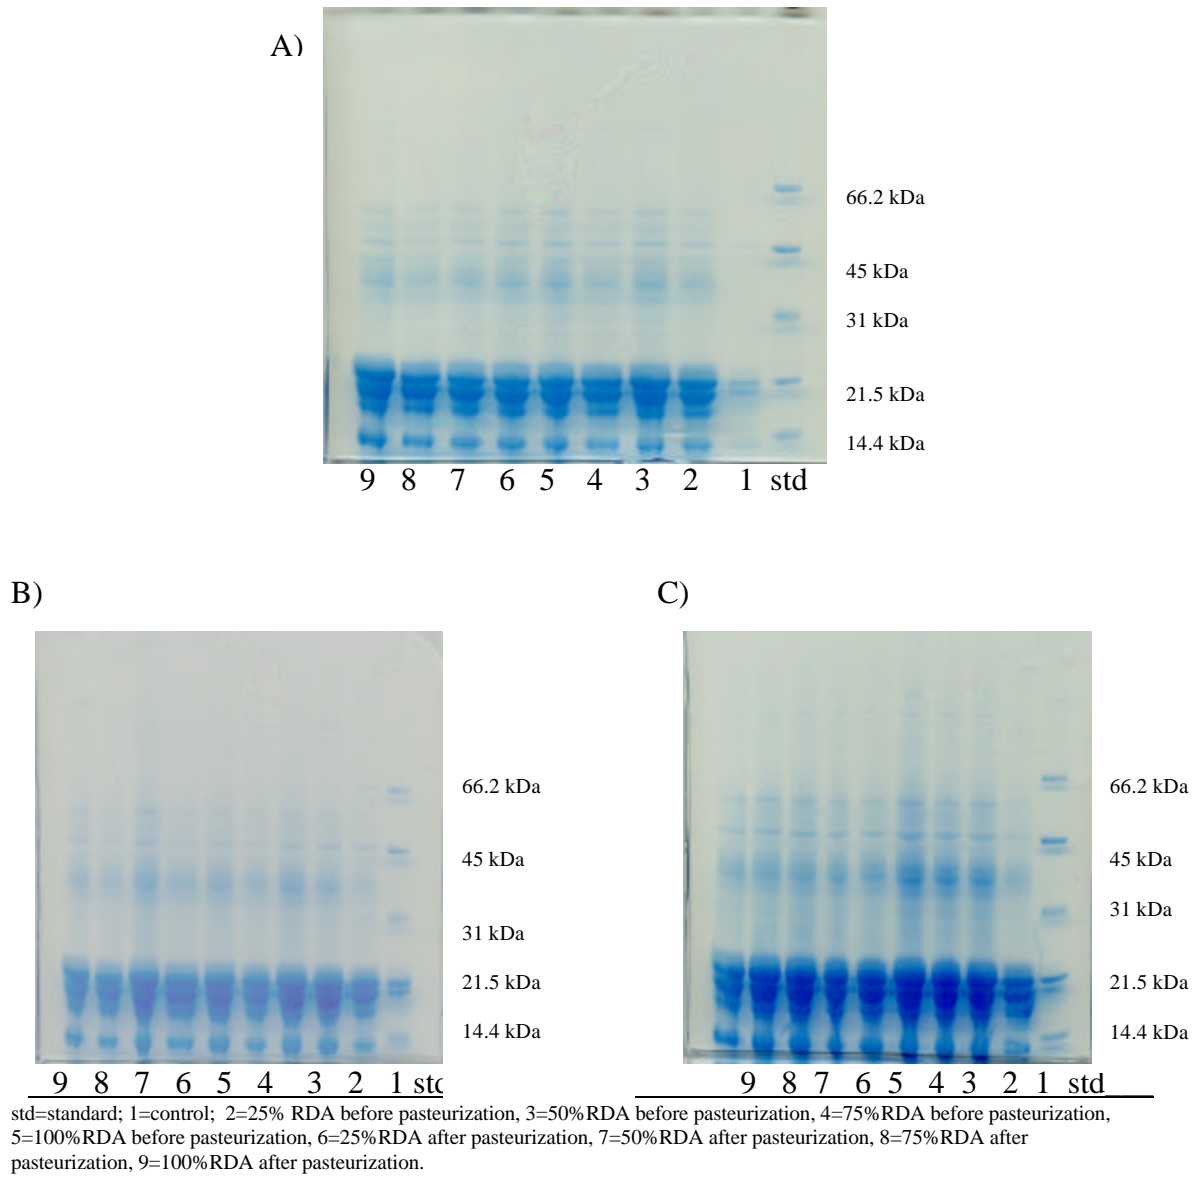 A)
66.2 kDa
45 kDa
31 kDa
21.5 kDa
14.4 kDa
9 8 7 6 5 4 3 2 1 std
B)
C)
66.2 kDa
45 kDa
31 kDa
21.5 kDa
14.4 kDa
66.2 kDa
45 kDa
31 kDa
21.5 kDa
14.4 kDa
9 8 7 6 5 4 3 2 1 std
9 8 7 6 5 4 3 2 1 std
std=standard; 1=control; 2=25% RDA before pasteurization, 3=50%RDA before pasteurization, 4=75%RDA before pasteurization,
5=100%RDA before pasteurization, 6=25%RDA after pasteurization, 7=50%RDA after pasteurization, 8=75%RDA after
pasteurization, 9=100%RDA after pasteurization.